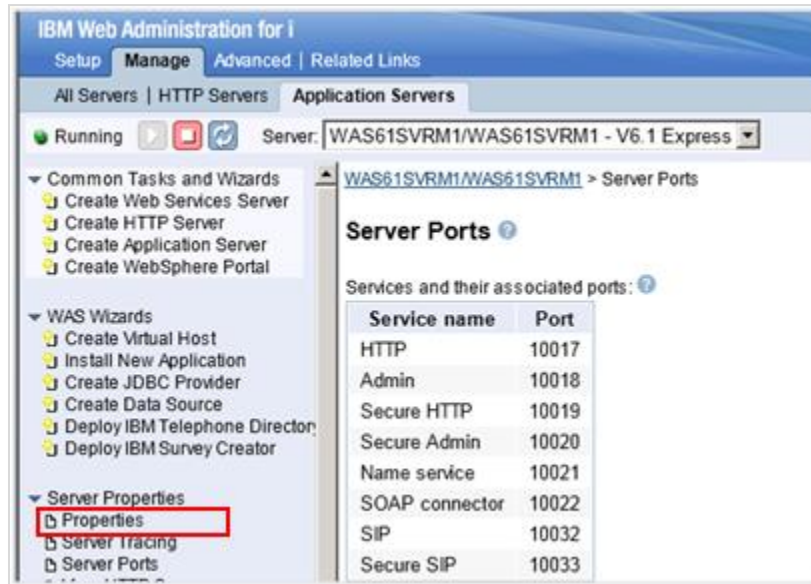 IBM Web Administration for i
Setup Manage Advanced | Related Links
All Servers | HTTP Servers Application Servers
Running Server: WAS61SVRM1/WAS61SVRM1 - V6.1 Express
Common Tasks and Wizards
Create Web Services Server
Create HTTP Server
Create Application Server
Create WebSphere Portal
WAS Wizards
Create Virtual Host
Install New Application
Create JDBC Provider
Create Data Source
Deploy IBM Telephone Director
Deploy IBM Survey Creator
Server Properties
Properties
Server Tracing
Server Ports
WAS61SVRM1/WAS61SVRM1 > Server Ports
Server Ports
Services and their associated ports:
Service name Port
HTTP 10017
Admin 10018
Secure HTTP 10019
Secure Admin 10020
Name service 10021
SOAP connector 10022
SIP 10032
Secure SIP 10033